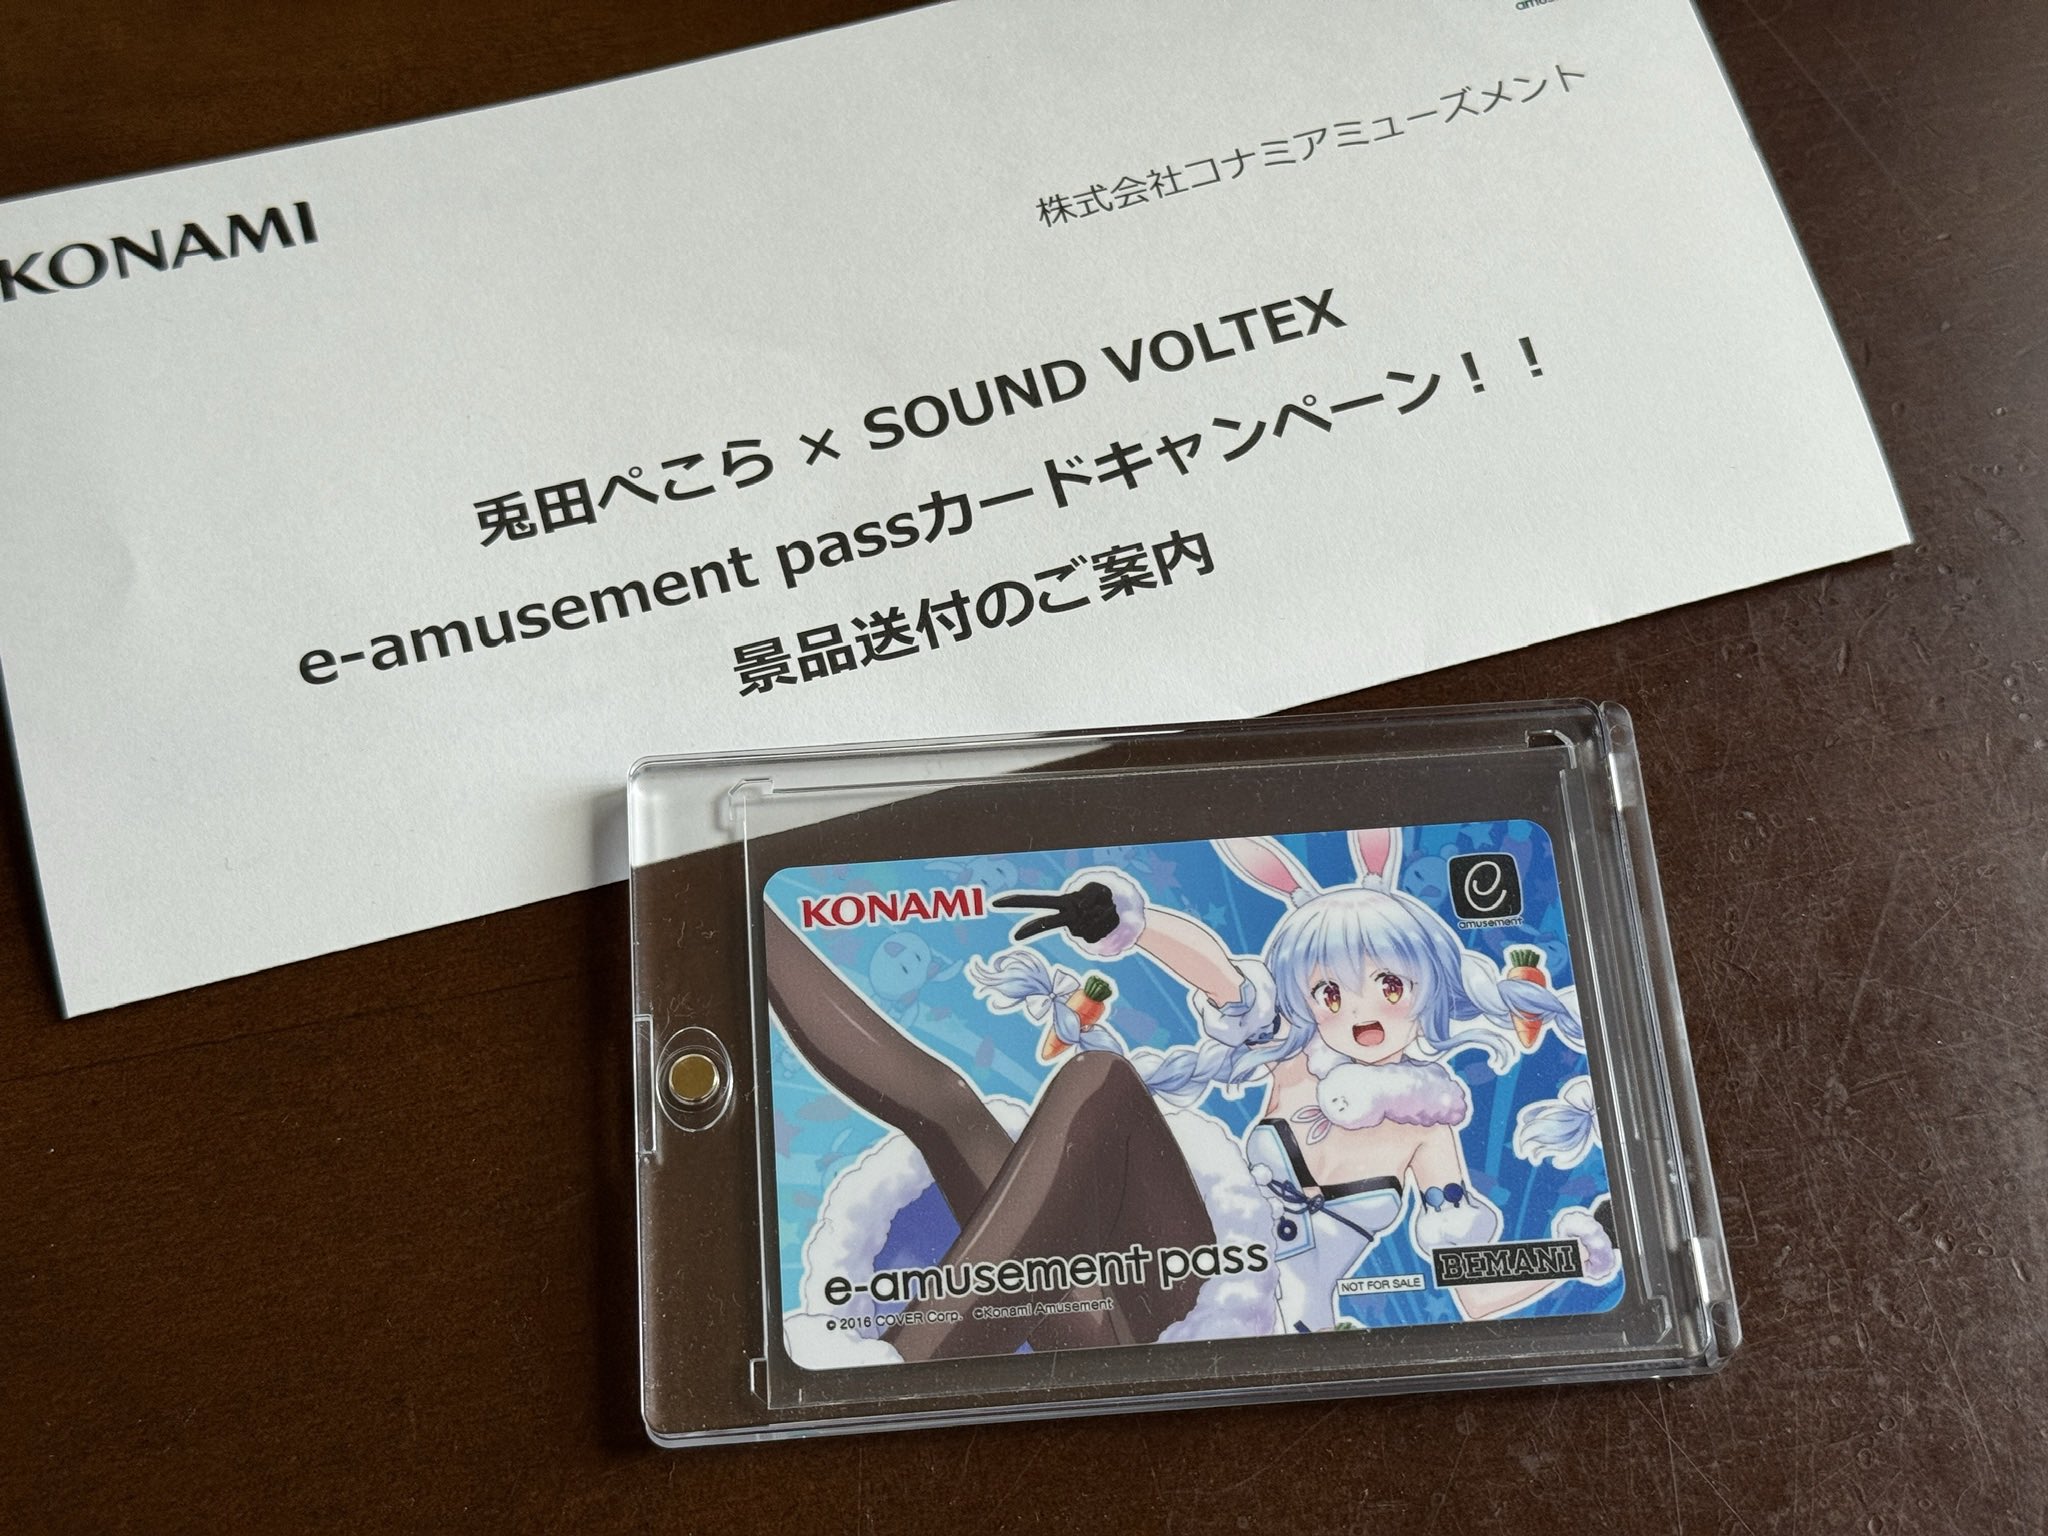 KONAMI
株式会社コナミアミューズメント
兎田ぺこら × SOUND VOLTEX
e-amusement passカードキャンペーン！！
景品送付のご案内
KONAMI
e
amusement
e-amusement pass
NOT FOR SALE
BEMANI
© 2016 COVER Corp. ©Konami Amusement